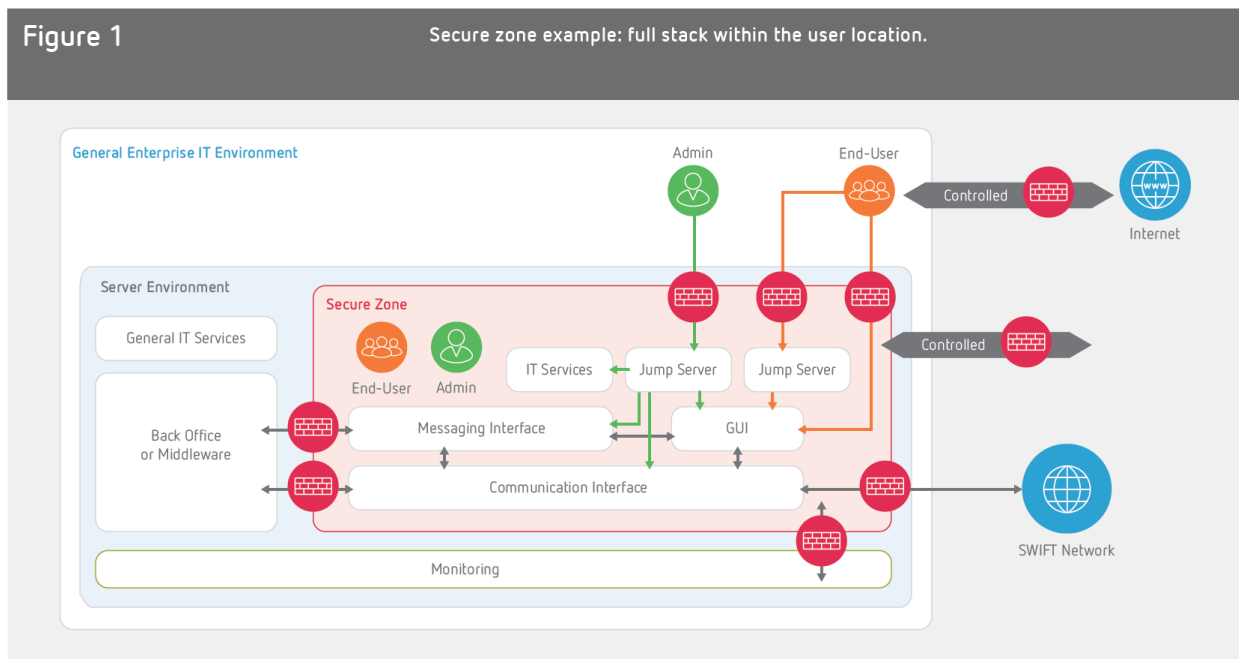 Figure 1
Secure zone example: full stack within the user location.
General Enterprise IT Environment
Admin
End-User
Controlled
WWW
Internet
Server Environment
Secure Zone
General IT Services
End-User
Admin
IT Services
Jump Server
Jump Server
Controlled
Back Office
or Middleware
Messaging Interface
GUI
Communication Interface
SWIFT Network
Monitoring